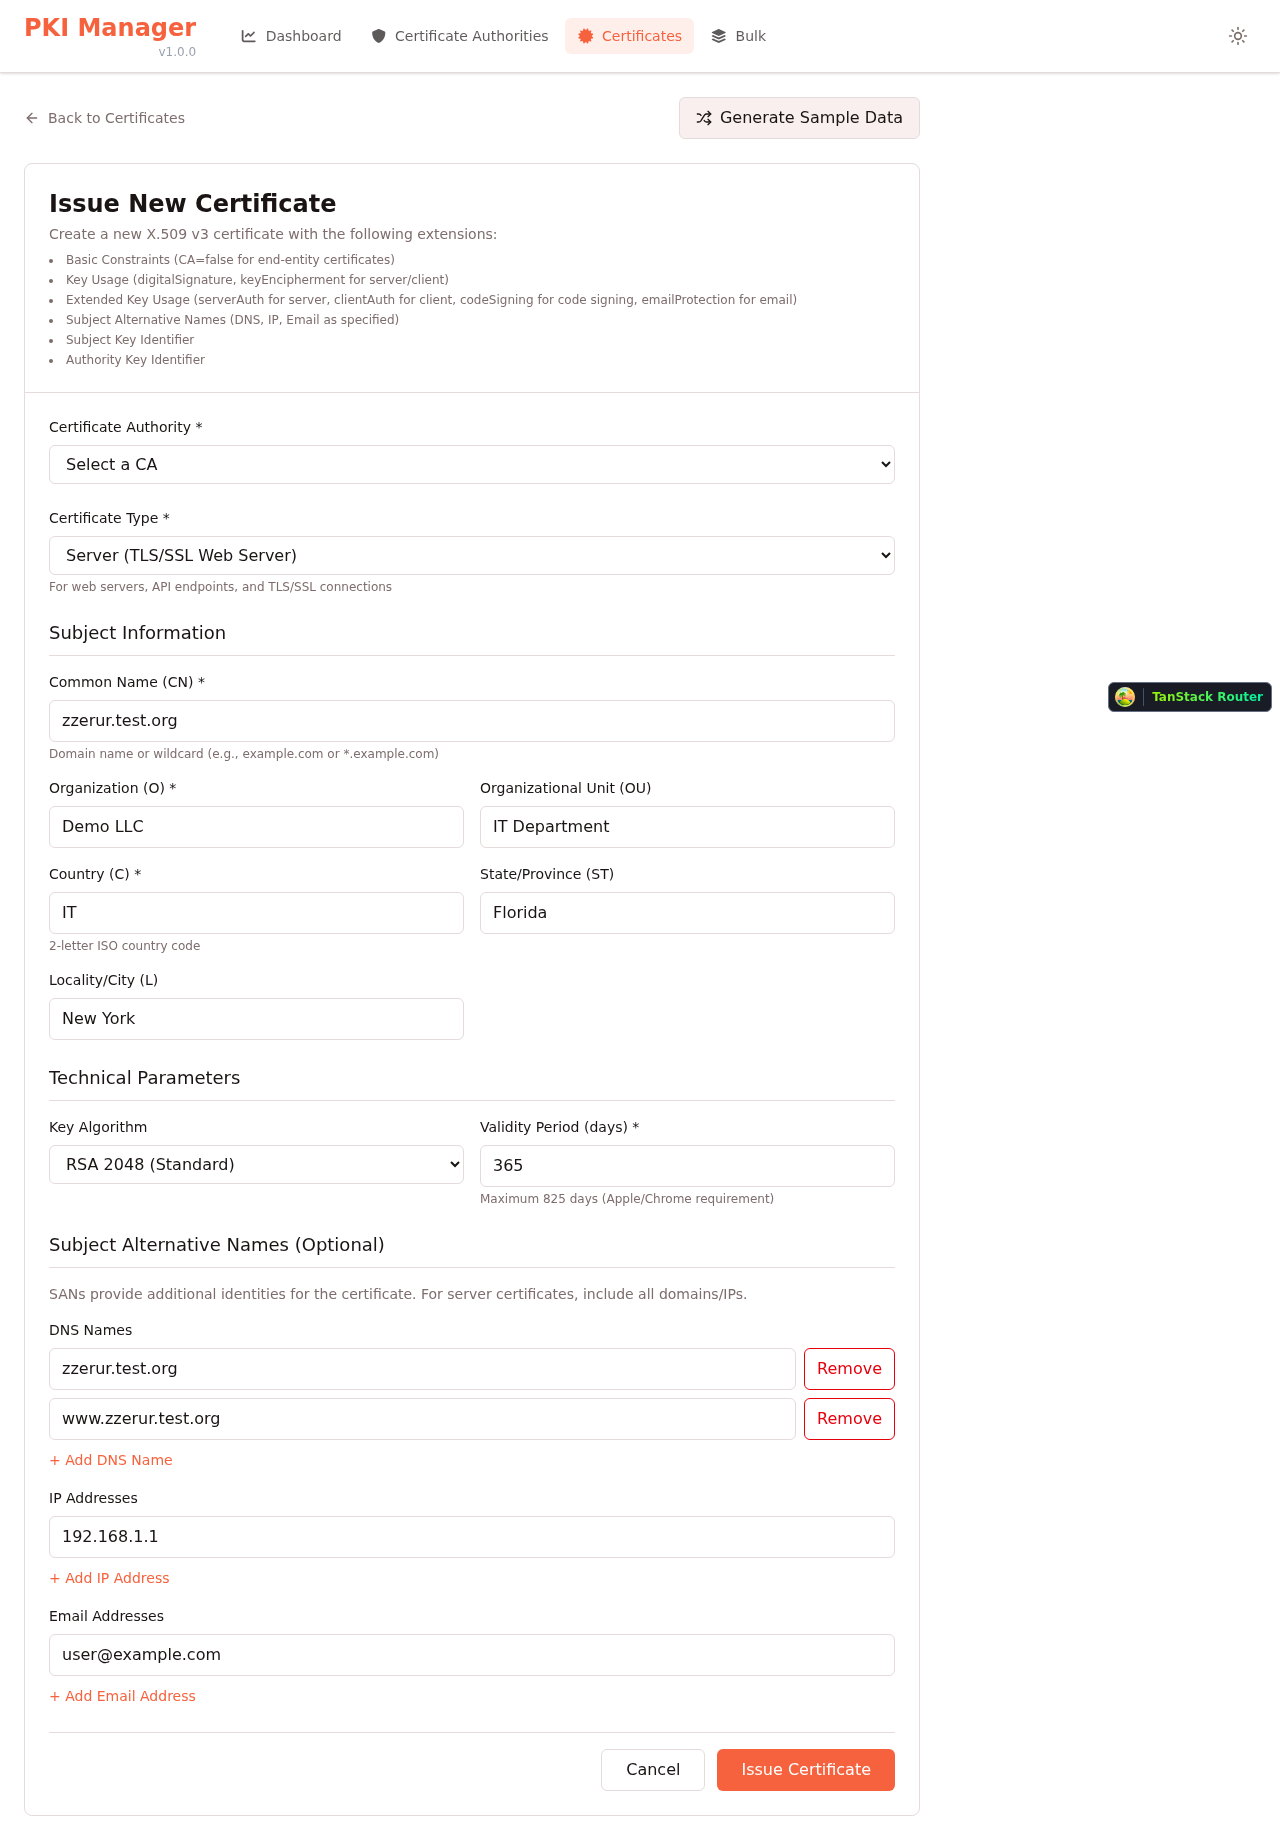 PKI Manager
v1.0.0
Dashboard
Certificate Authorities
Certificates
Bulk
Back to Certificates
Generate Sample Data
Issue New Certificate
Create a new X.509 v3 certificate with the following extensions:
• Basic Constraints (CA=false for end-entity certificates)
• Key Usage (digitalSignature, keyEncipherment for server/client)
• Extended Key Usage (serverAuth for server, clientAuth for client, codeSigning for code signing, emailProtection for email)
• Subject Alternative Names (DNS, IP, Email as specified)
• Subject Key Identifier
• Authority Key Identifier
Certificate Authority *
Select a CA
Certificate Type *
Server (TLS/SSL Web Server)
For web servers, API endpoints, and TLS/SSL connections
Subject Information
Common Name (CN) *
zzerur.test.org
Domain name or wildcard (e.g., example.com or *.example.com)
TanStack Router
Organization (O) *
Organizational Unit (OU)
Demo LLC
IT Department
Country (C) *
State/Province (ST)
IT
Florida
2-letter ISO country code
Locality/City (L)
New York
Technical Parameters
Key Algorithm
Validity Period (days) *
RSA 2048 (Standard)
365
Maximum 825 days (Apple/Chrome requirement)
Subject Alternative Names (Optional)
SANs provide additional identities for the certificate. For server certificates, include all domains/IPs.
DNS Names
zzerur.test.org
Remove
www.zzerur.test.org
Remove
+ Add DNS Name
IP Addresses
192.168.1.1
+ Add IP Address
Email Addresses
user@example.com
+ Add Email Address
Cancel
Issue Certificate